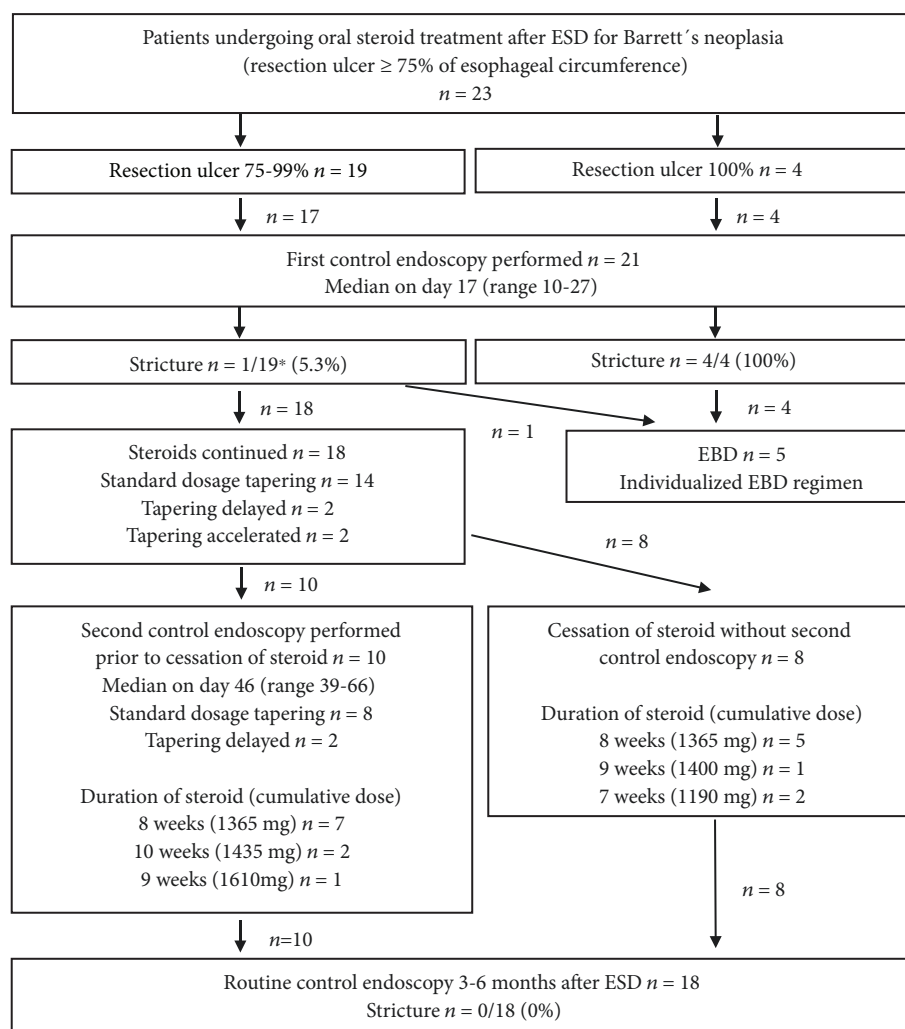 Patients undergoing oral steroid treatment after ESD for Barrett´s neoplasia
(resection ulcer ≥ 75% of esophageal circumference)
n = 23
Resection ulcer 75-99% n = 19
Resection ulcer 100% n = 4
n = 17
n = 4
First control endoscopy performed n = 21
Median on day 17 (range 10-27)
Stricture n = 1/19* (5.3%)
Stricture n = 4/4 (100%)
n = 18
n = 1
n = 4
Steroids continued n = 18
Standard dosage tapering n = 14
Tapering delayed n = 2
Tapering accelerated n = 2
EBD n = 5
Individualized EBD regimen
n = 8
n = 10
Second control endoscopy performed
prior to cessation of steroid n = 10
Median on day 46 (range 39-66)
Standard dosage tapering n = 8
Tapering delayed n = 2
Duration of steroid (cumulative dose)
8 weeks (1365 mg) n = 7
10 weeks (1435 mg) n = 2
9 weeks (1610mg) n = 1
Cessation of steroid without second
control endoscopy n = 8
Duration of steroid (cumulative dose)
8 weeks (1365 mg) n = 5
9 weeks (1400 mg) n = 1
7 weeks (1190 mg) n = 2
n = 8
n=10
Routine control endoscopy 3-6 months after ESD n = 18
Stricture n = 0/18 (0%)